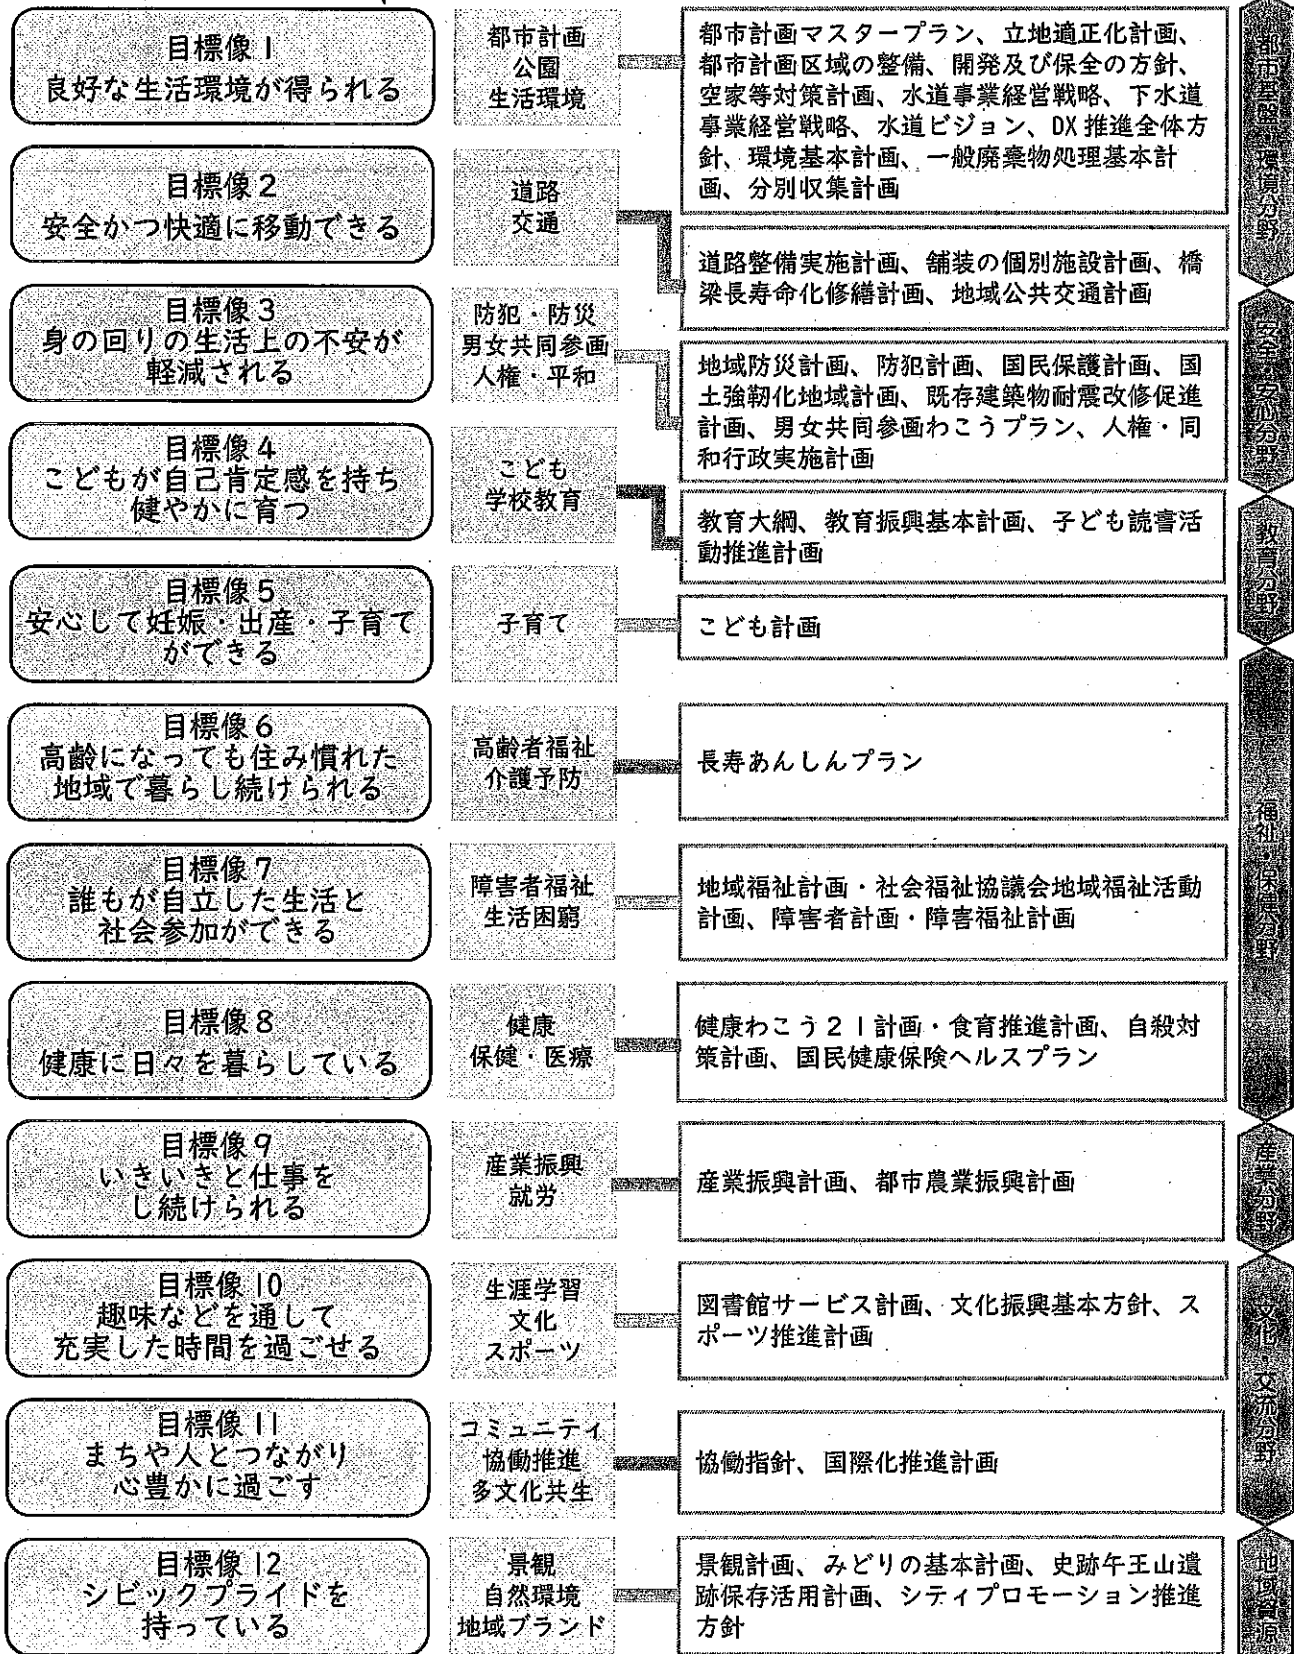 目標像1
良好な生活環境が得られる
都市計画
公園
生活環境
都市計画マスタープラン、立地適正化計画、
都市計画区域の整備、開発及び保全の方針、
空家等対策計画、水道事業経営戦略、下水道
事業経営戦略、水道ビジョン、DX推進全体方
針、環境基本計画、一般廃棄物処理基本計
画、分別収集計画
目標像2
安全かつ快適に移動できる
道路
交通
道路整備実施計画、舗装の個別施設計画、橋
梁長寿命化修繕計画、地域公共交通計画
都市基盤・環境分野
目標像3
身の回りの生活上の不安が
軽減される
防犯・防災
男女共同参画
人権・平和
地域防災計画、防犯計画、国民保護計画、国
土強靭化地域計画、既存建築物耐震改修促進
計画、男女共同参画わこうプラン、人権・同
和行政実施計画
安全・安心分野
目標像4
こどもが自己肯定感を持ち
健やかに育つ
こども
学校教育
教育大綱、教育振興基本計画、子ども読書活
動推進計画
教育分野
目標像5
安心して妊娠・出産・子育て
ができる
子育て
こども計画
目標像6
高齢になっても住み慣れた
地域で暮らし続けられる
高齢者福祉
介護予防
長寿あんしんプラン
目標像7
誰もが自立した生活と
社会参加ができる
障害者福祉
生活困窮
地域福祉計画・社会福祉協議会地域福祉活動
計画、障害者計画・障害福祉計画
目標像8
健康に日々を暮らしている
健康
保健・医療
健康わこう21計画・食育推進計画、自殺対
策計画、国民健康保険ヘルスプラン
福祉・保健分野
目標像9
いきいきと仕事を
し続けられる
産業振興
就労
産業振興計画、都市農業振興計画
産業分野
目標像10
趣味などを通して
充実した時間を過ごせる
生涯学習
文化
スポーツ
図書館サービス計画、文化振興基本方針、ス
ポーツ推進計画
目標像11
まちや人とつながり
心豊かに過ごす
コミュニティ
協働推進
多文化共生
協働指針、国際化推進計画
文化・交流分野
目標像12
シビックプライドを
持っている
景観
自然環境
地域ブランド
景観計画、みどりの基本計画、史跡午王山遺
跡保存活用計画、シティプロモーション推進
方針
地域資源